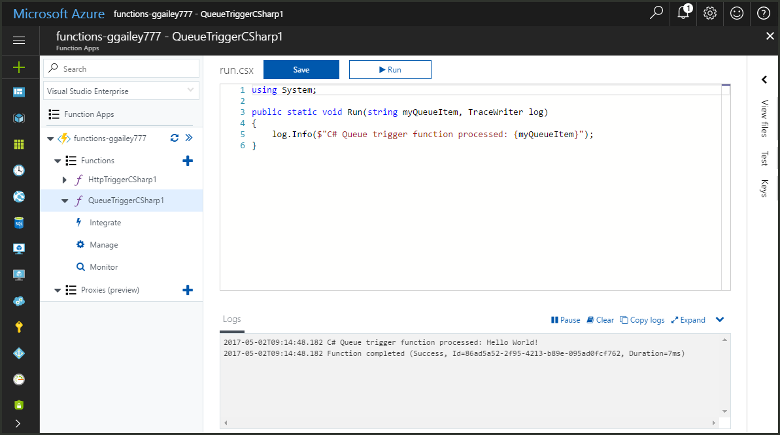 Microsoft Azure functions-ggailey777 - QueueTriggerCSharp1
1
functions-ggailey777 - QueueTriggerCSharp1
Function Apps
Search
Visual Studio Enterprise
Function Apps
functions-ggailey777
Functions
HttpTriggerCSharp1
QueueTriggerCSharp1
Integrate
Manage
Monitor
Proxies (preview)
run.csx Save Run
1 using System;
2
3 public static void Run(string myQueueItem, TraceWriter log)
4 {
5 log.Info($"C# Queue trigger function processed: {myQueueItem}");
6 }
View files
Test
Keys
Logs Pause Clear Copy logs Expand
2017-05-02T09:14:48.182 C# Queue trigger function processed: Hello World!
2017-05-02T09:14:48.182 Function completed (Success, Id=86ad5a52-2f95-4213-b89e-095ad0fcf762, Duration=7ms)